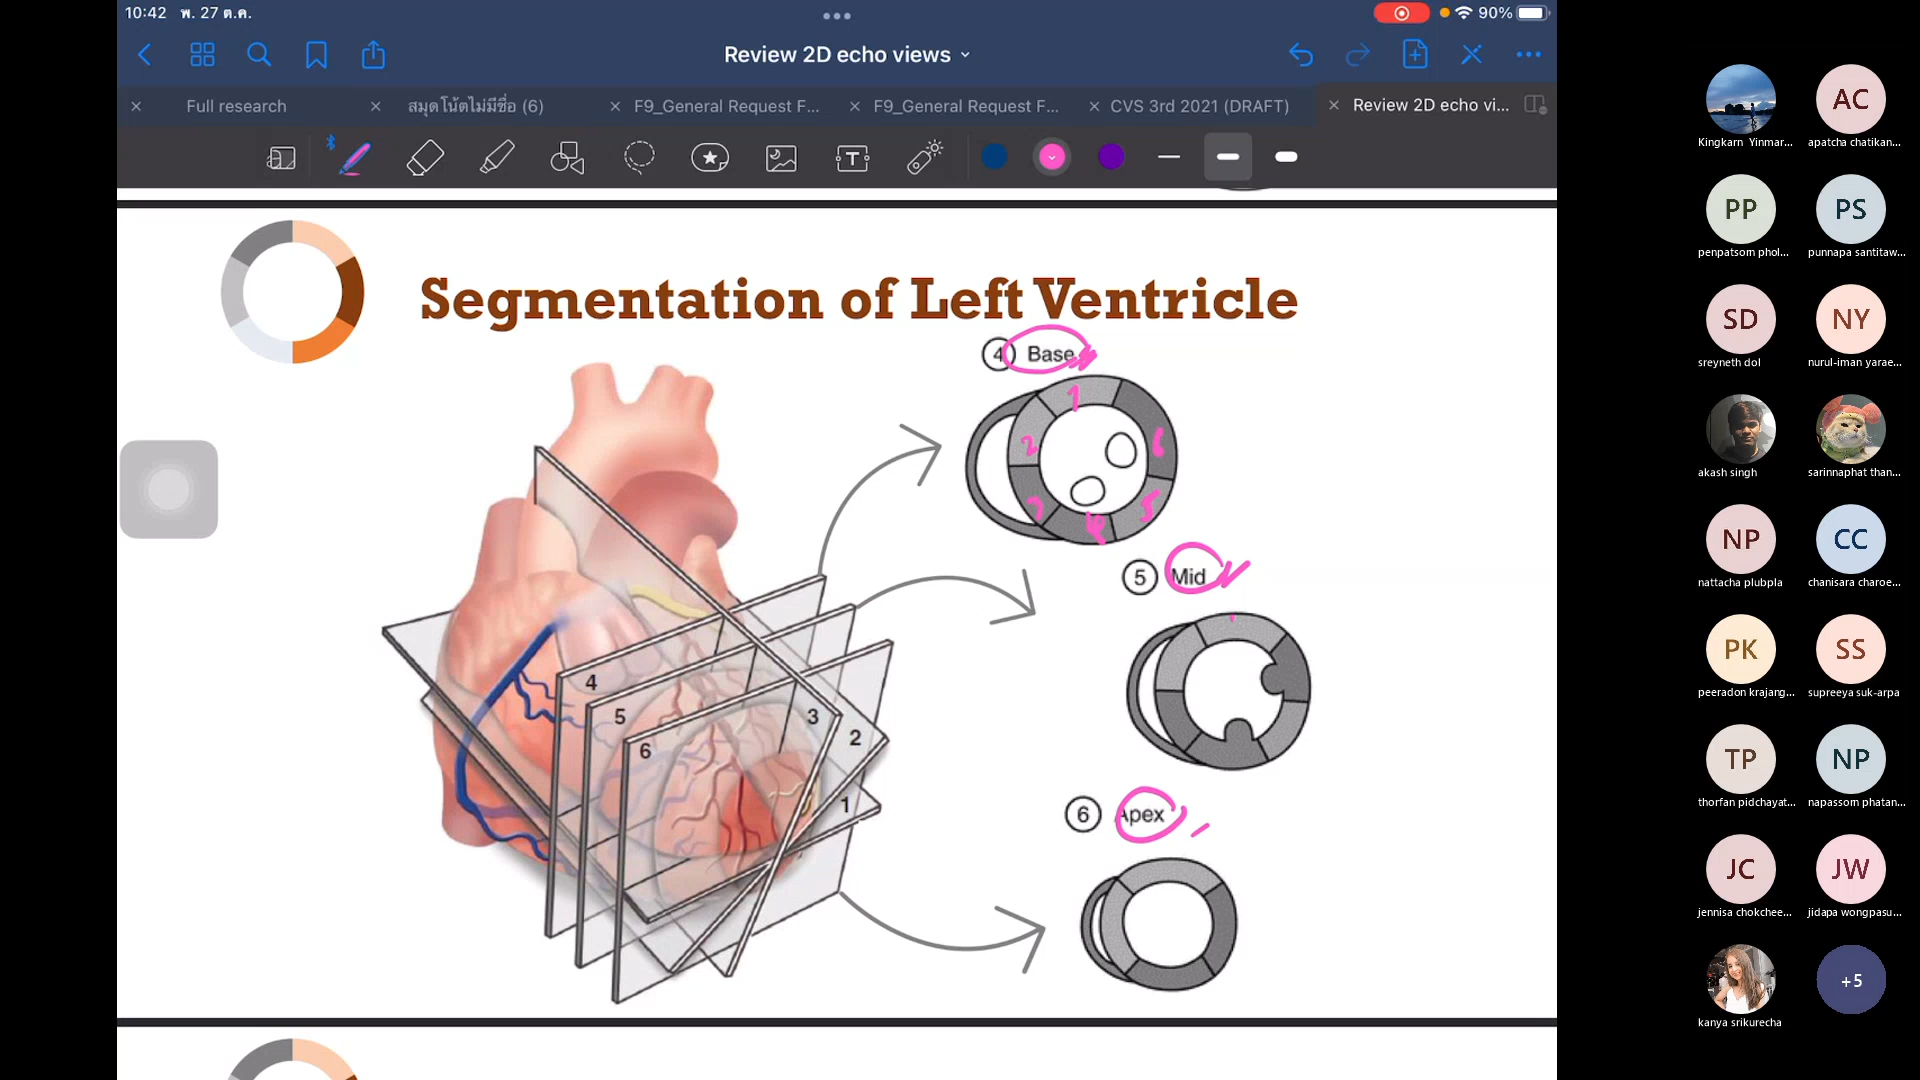 10:42 พ. 27 ต.ค.
90%
Review 2D echo views
Full research
สมุดโน้ตไม่มีชื่อ (6)
F9_General Request F...
F9_General Request F...
CVS 3rd 2021 (DRAFT)
Review 2D echo vi...
T
Segmentation of Left Ventricle
4 Base
1
2
6
3
4
5
5 Mid
6 Apex
4
5
6
3
2
1
Kingkarn Yinmar...
AC
apatcha chatikan...
PP
penpatsorn phol...
PS
punnapa santitaw...
SD
sreyneth dol
NY
nurul-iman yarae...
akash singh
sarinnaphat than...
NP
nattacha plubpla
CC
chanisara charoe...
PK
peeradon krajang...
SS
supreeya suk-arpa
TP
thorfan pidchayat...
NP
napassorn phatan...
JC
jennisa chokchee...
JW
jidapa wongpasu...
kanya srikurecha
+5